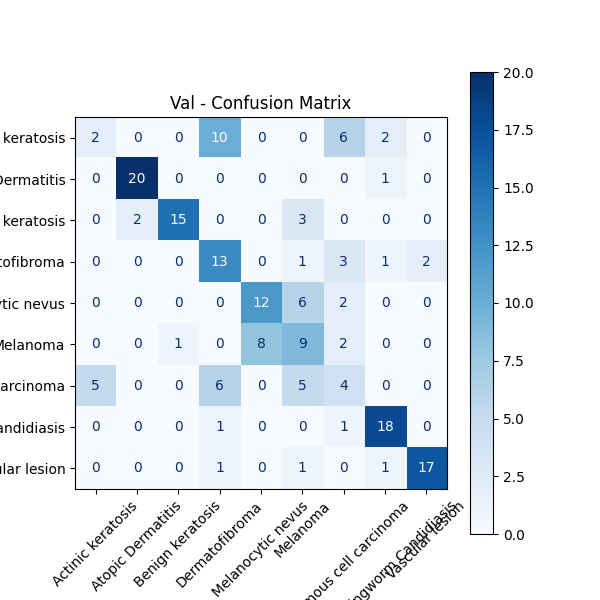 Val - Confusion Matrix
keratosis 2 0 0 10 0 0 6 2 0
Dermatitis 0 20 0 0 0 0 0 1 0
keratosis 0 2 15 0 0 3 0 0 0
tofibroma 0 0 0 13 0 1 3 1 2
ytic nevus 0 0 0 0 12 6 2 0 0
Melanoma 0 0 1 0 8 9 2 0 0
arcinoma 5 0 0 6 0 5 4 0 0
andidiasis 0 0 0 1 0 0 1 18 0
ular lesion 0 0 0 1 0 1 0 1 17
Actinic keratosis
Atopic Dermatitis
Benign keratosis
Dermatofibroma
Melanocytic nevus
Melanoma
mous cell carcinoma
ngworm Candidiasis
Vascular lesion
20.0
17.5
15.0
12.5
10.0
7.5
5.0
2.5
0.0